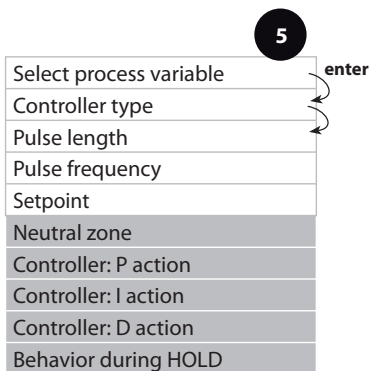 5
Select process variable
enter
Controller type
Pulse length
Pulse frequency
Setpoint
Neutral zone
Controller: P action
Controller: I action
Controller: D action
Behavior during HOLD